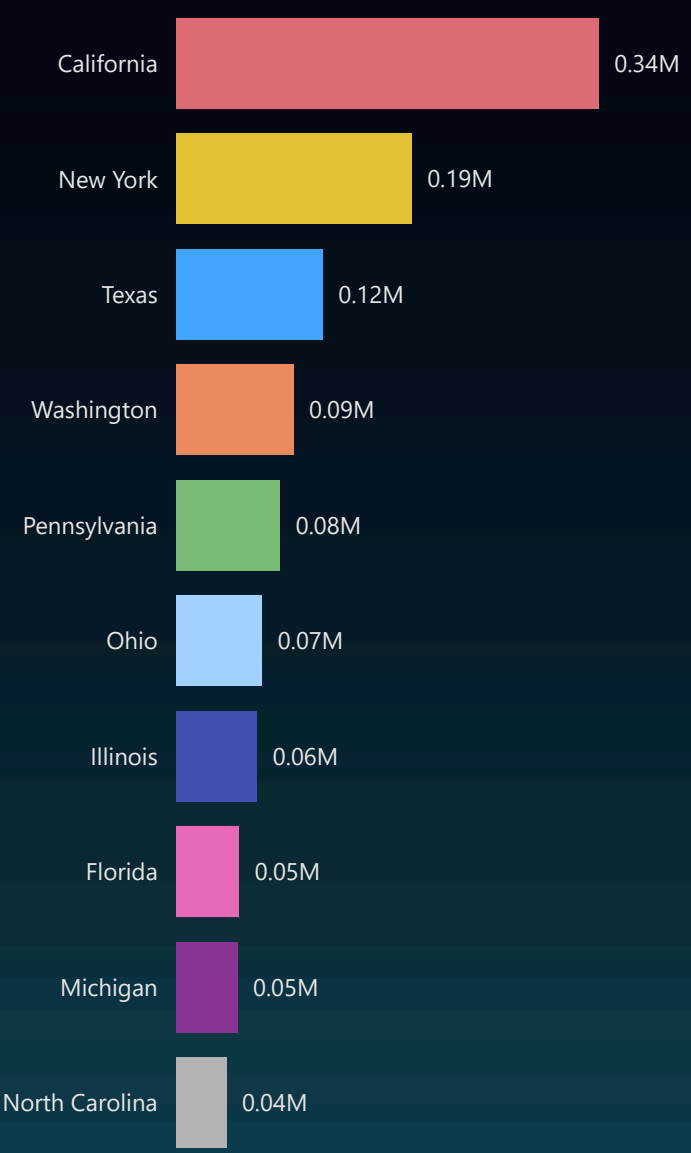 California 0.34M
New York 0.19M
Texas 0.12M
Washington 0.09M
Pennsylvania 0.08M
Ohio 0.07M
Illinois 0.06M
Florida 0.05M
Michigan 0.05M
North Carolina 0.04M